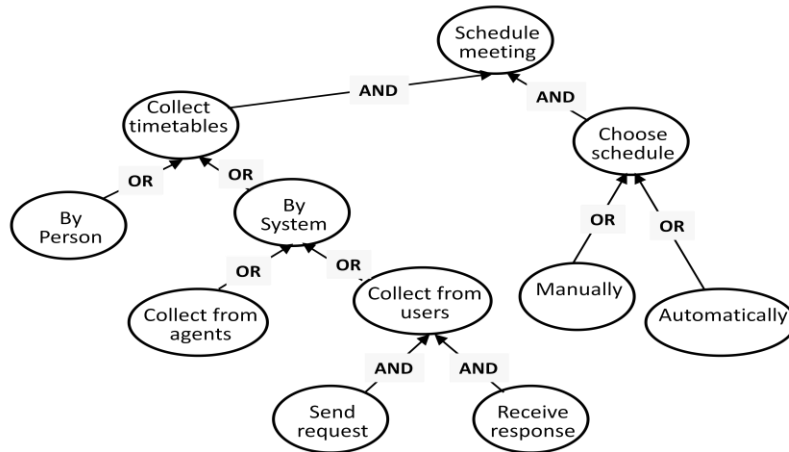 Schedule
meeting
AND
AND
Collect
timetables
Choose
schedule
OR
OR
By
Person
By
System
OR
OR
OR
OR
Collect from
agents
Collect from
users
Manually
Automatically
AND
AND
Send
request
Receive
response